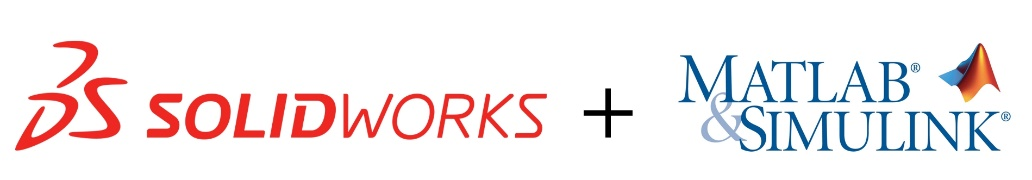 SOLIDWORKS + MATLAB®
&SIMULINK®